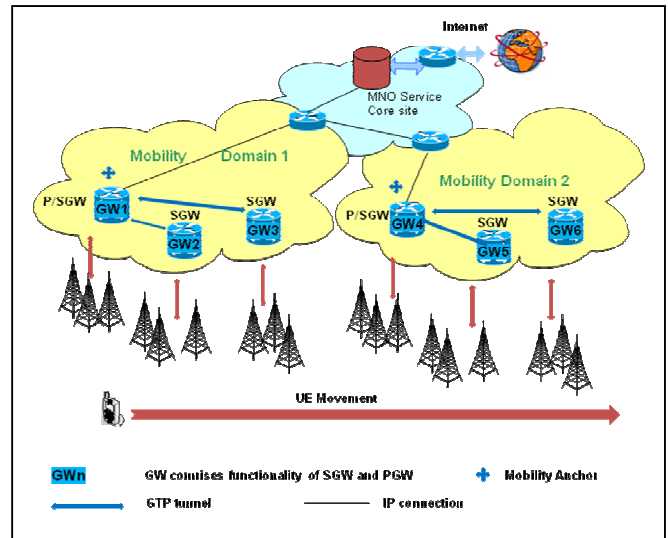 Internet
MNO Service
Core site
Mobility Domain 1
Mobility Domain 2
P/SGW
GW1
SGW
GW2
SGW
GW3
P/SGW
GW4
SGW
GW5
SGW
GW6
UE Movement
GWn
GW comprises functionality of SGW and PGW
Mobility Anchor
GTP tunnel
IP connection